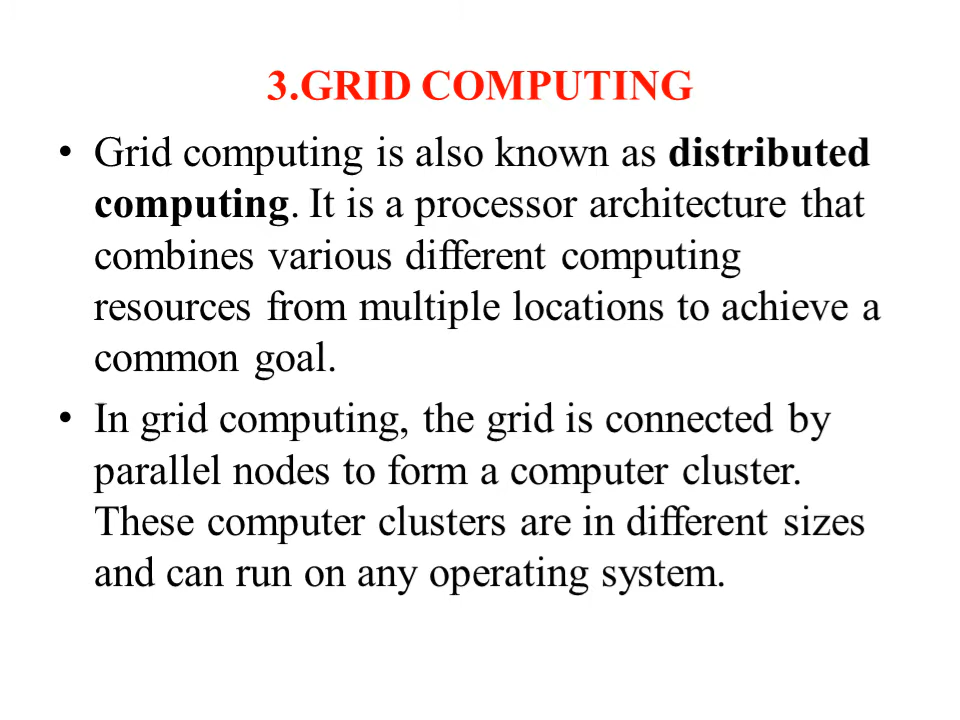 3.GRID COMPUTING
• Grid computing is also known as distributed
computing. It is a processor architecture that
combines various different computing
resources from multiple locations to achieve a
common goal.
• In grid computing, the grid is connected by
parallel nodes to form a computer cluster.
These computer clusters are in different sizes
and can run on any operating system.